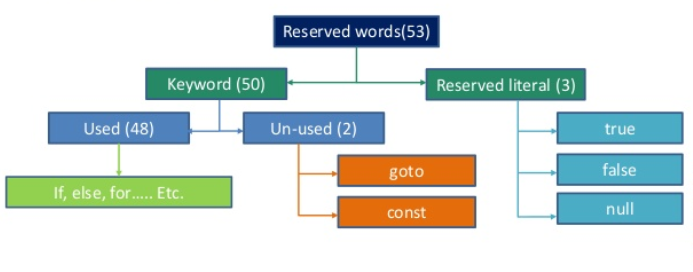 Reserved words(53)
Keyword (50)
Reserved literal (3)
Used (48)
Un-used (2)
true
If, else, for..... Etc.
goto
false
const
null